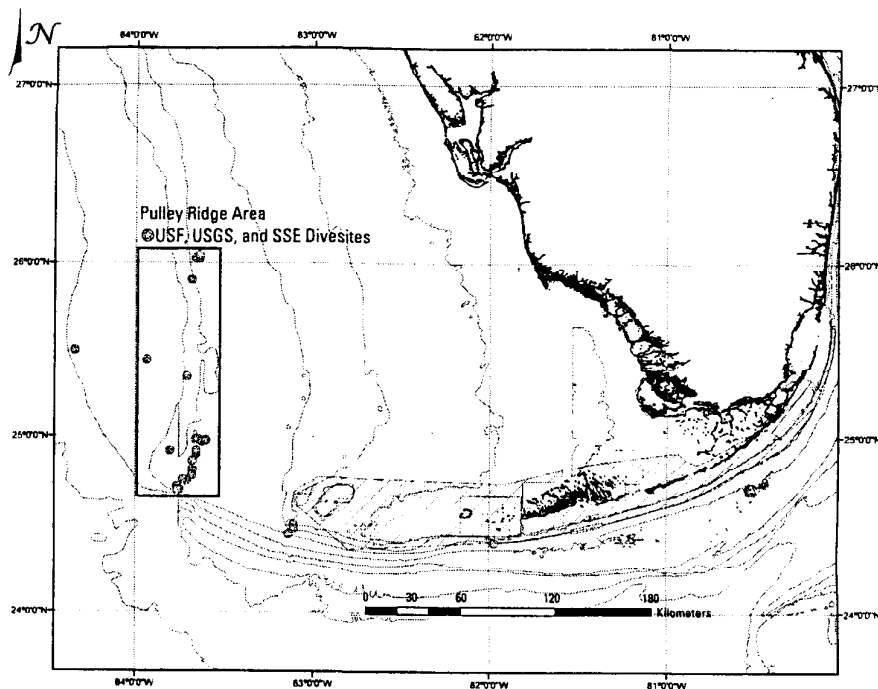 N
84°0'0"W 83°0'0"W 82°0'0"W 81°0'0"W
27°0'0"N 27°0'0"N
Pulley Ridge Area
USF, USGS, and SSE Divesites
26°0'0"N 26°0'0"N
25°0'0"N 25°0'0"N
0 30 60 120 180
Kilometers
24°0'0"N 24°0'0"N
84°0'0"W 83°0'0"W 82°0'0"W 81°0'0"W